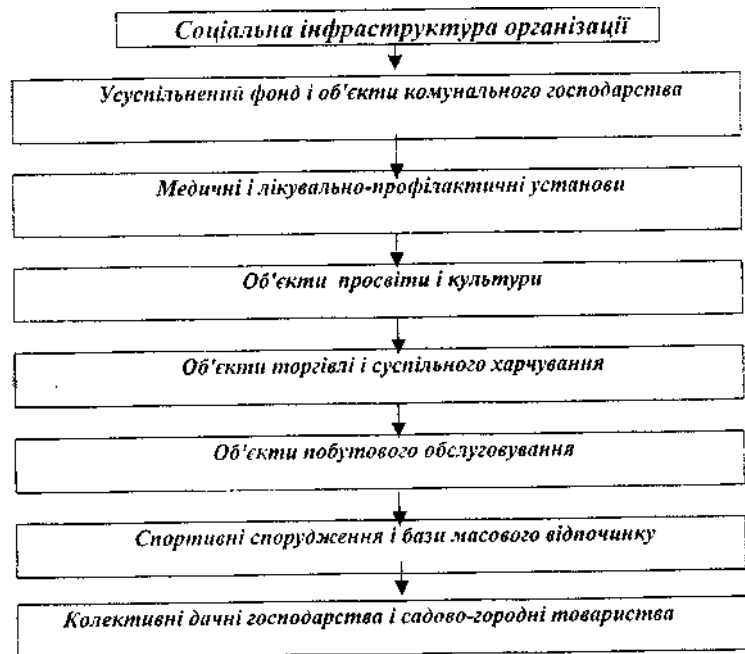 Соціальна інфраструктура організації
Усуспільнений фонд і об'єкти комунального господарства
Медичні і лікувально-профілактичні установи
Об'єкти просвіти і культури
Об'єкти торгівлі і суспільного харчування
Об'єкти побутового обслуговування
Спортивні спорудження і бази масового відпочинку
Колективні дачні господарства і садово-городні товариства